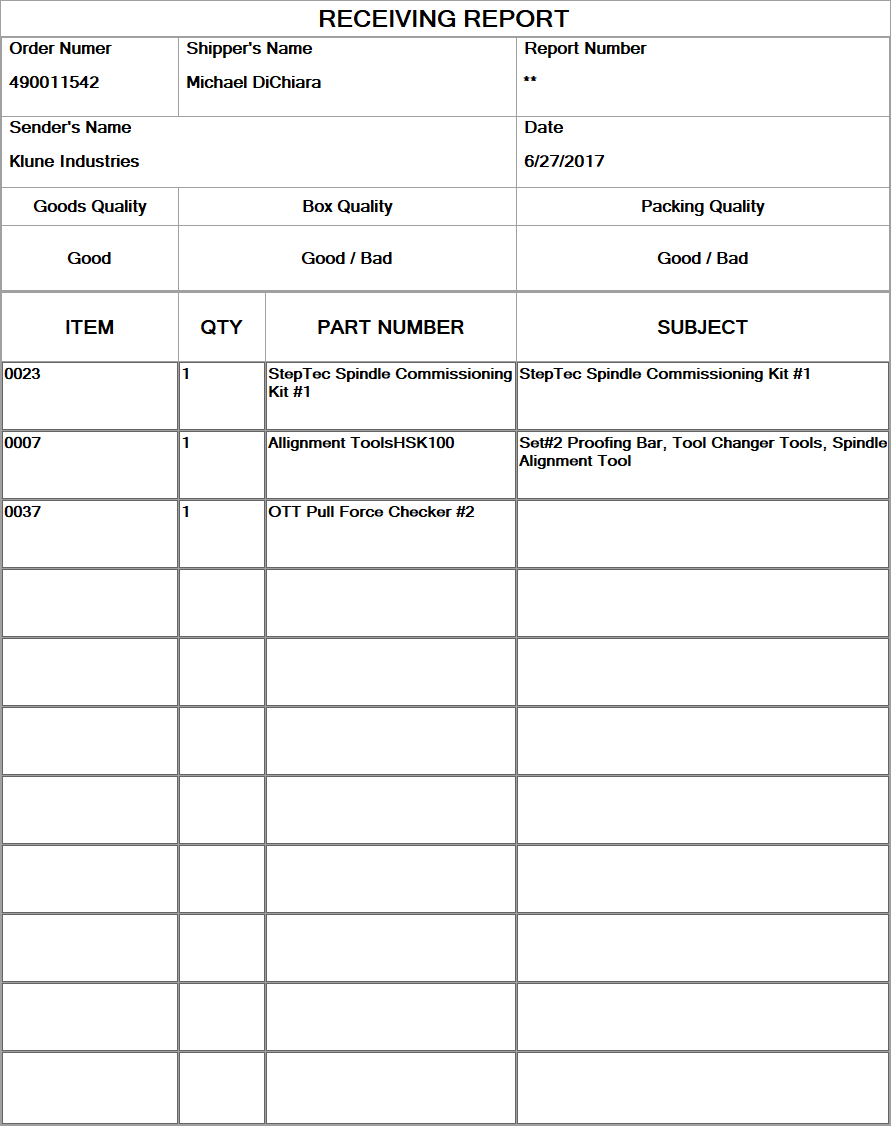 RECEIVING REPORT
Order Numer
Shipper's Name
Report Number
490011542
Michael DiChiara
**
Sender's Name
Date
Klune Industries
6/27/2017
Goods Quality
Box Quality
Packing Quality
Good
Good / Bad
Good / Bad
ITEM
QTY
PART NUMBER
SUBJECT
0023
1
StepTec Spindle Commissioning
Kit #1
StepTec Spindle Commissioning Kit #1
0007
1
Allignment ToolsHSK100
Set#2 Proofing Bar, Tool Changer Tools, Spindle
Alignment Tool
0037
1
OTT Pull Force Checker #2